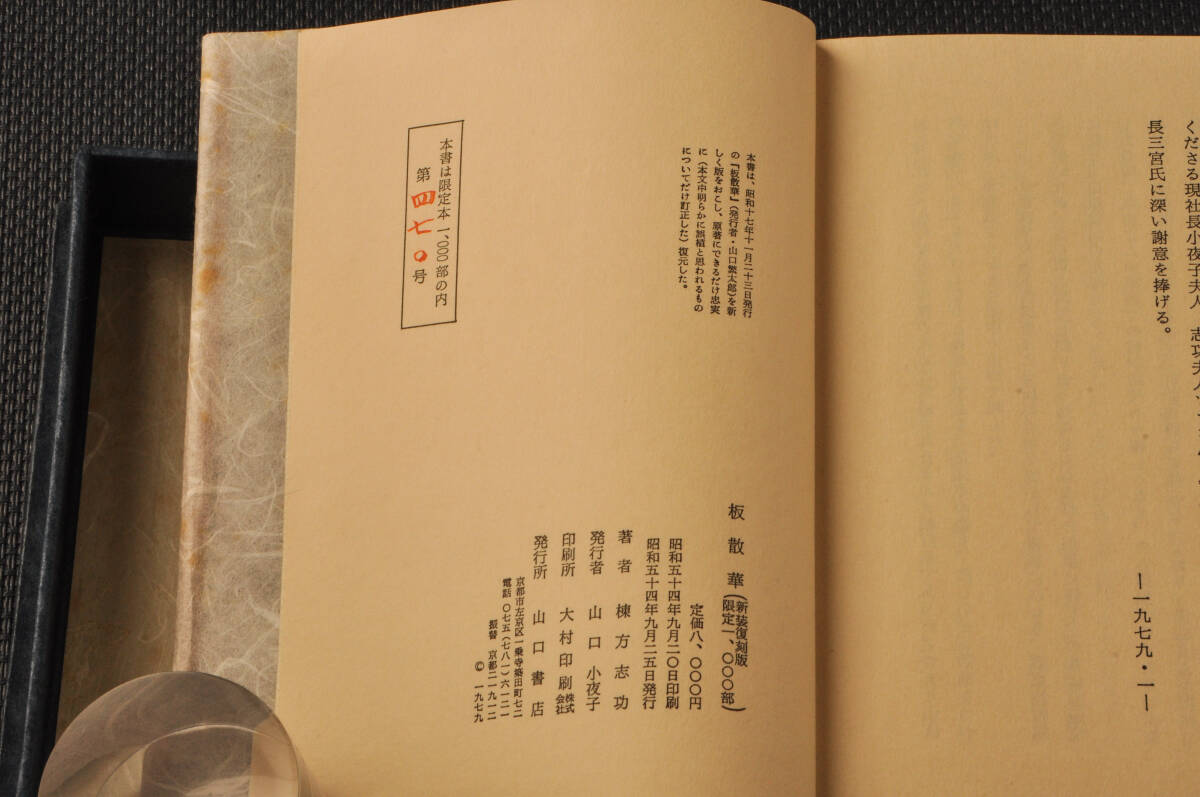 くださる現社長小夜子夫人
長三宮氏に深い謝意を捧げる。
―一九七九・一―
本書は、昭和十七年十一月二十三日発行
の『板散華』(発行者・山口繁太郎)を新
しく版をおこし、原著にできるだけ忠実
に(本文中明らかに誤植と思われるもの
についてだけ訂正した)復元した。
板散華(新装復刻版
限定一、〇〇〇部)
定価八、〇〇〇円
昭和五十四年九月二〇日印刷
昭和五十四年九月二五日発行
著者 棟方志功
発行者 山口小夜子
印刷所 大村印刷株式会社
発行所 山口書店
京都市左京区一乗寺築田町七二
電話 〇七五(七八一)六一二一
振替 京都二一九一二
© 一九七九
本書は限定本一、〇〇〇部の内
第四七〇号